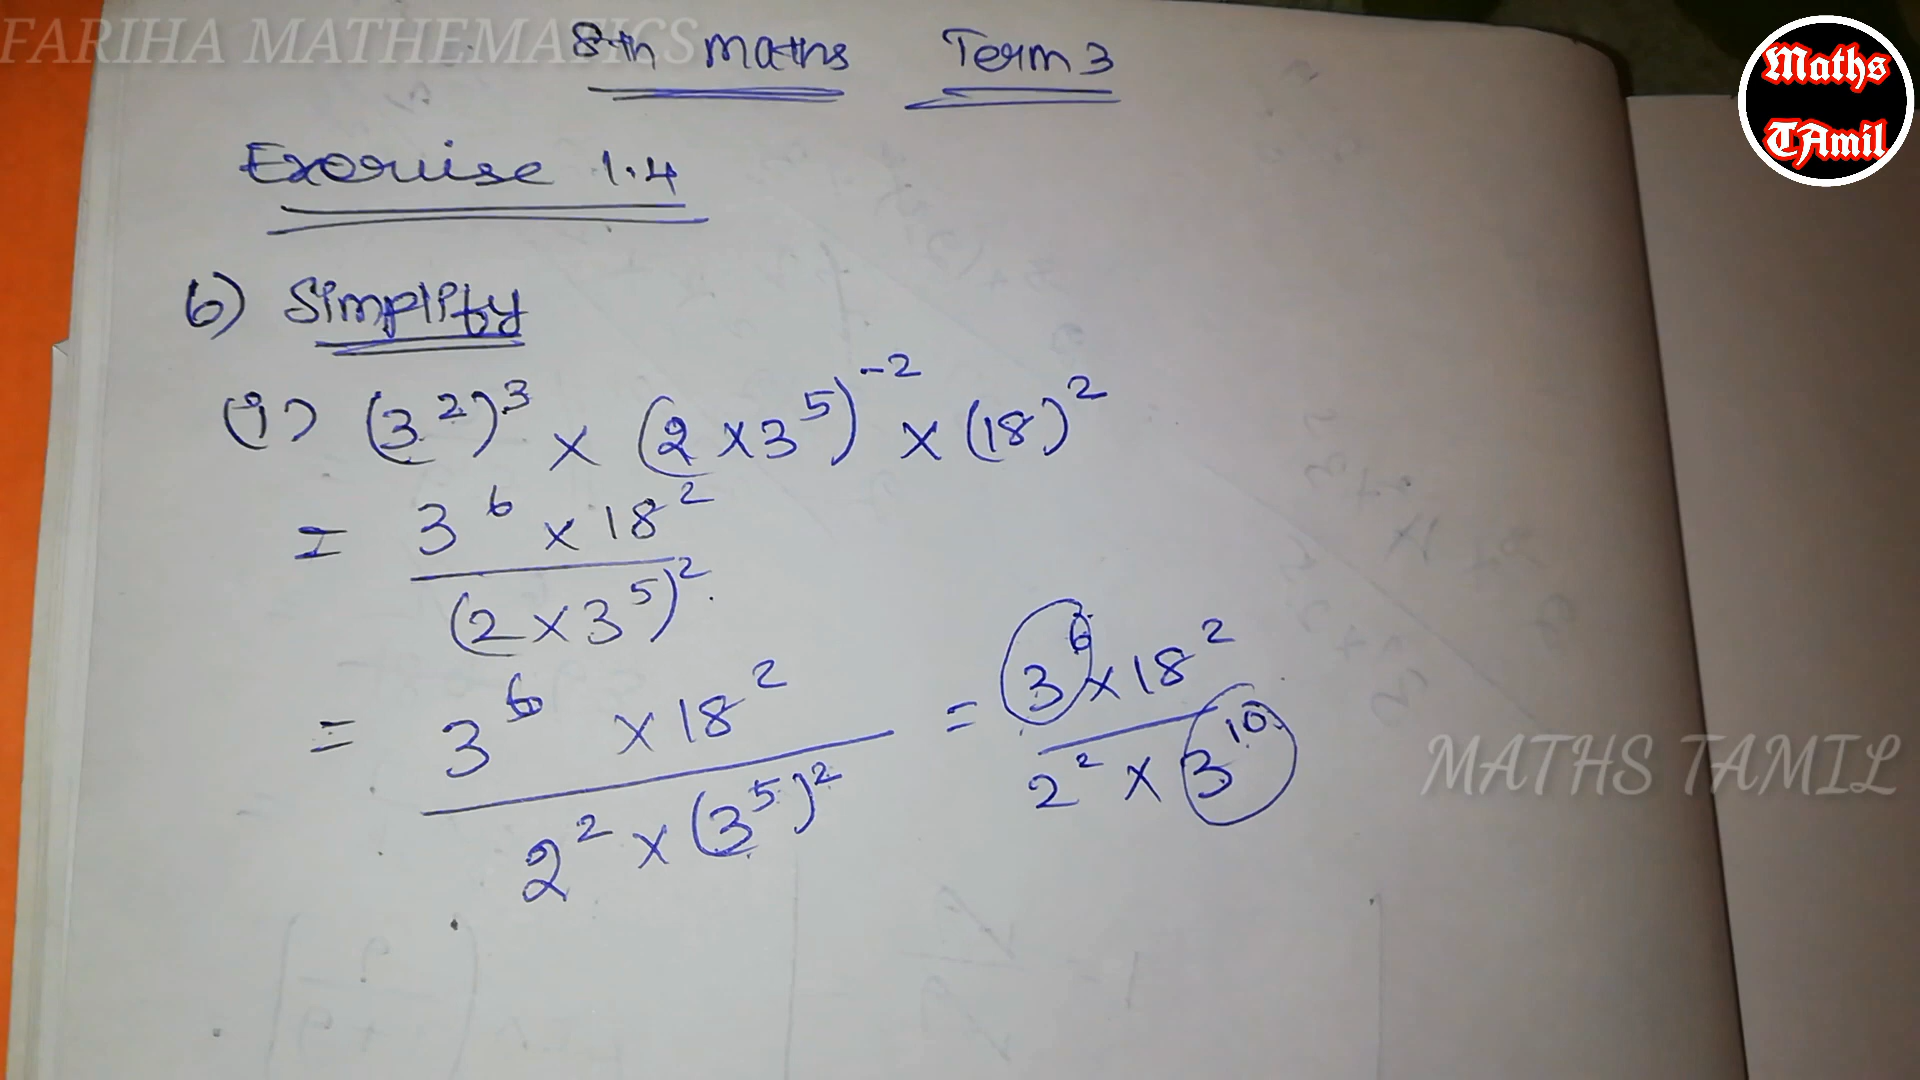 FARIHA MATHEMATICS
8th maths Term 3
Maths
TAmil
Exercise 1.4
6) Simplify
(i) (3²)³ × (2 × 3⁵)⁻² × (18)²
= 3⁶ × 18²
(2 × 3⁵)²
= 3⁶ × 18²
2² × (3⁵)²
= 3⁶ × 18²
2² × 3¹⁰
MATHS TAMIL